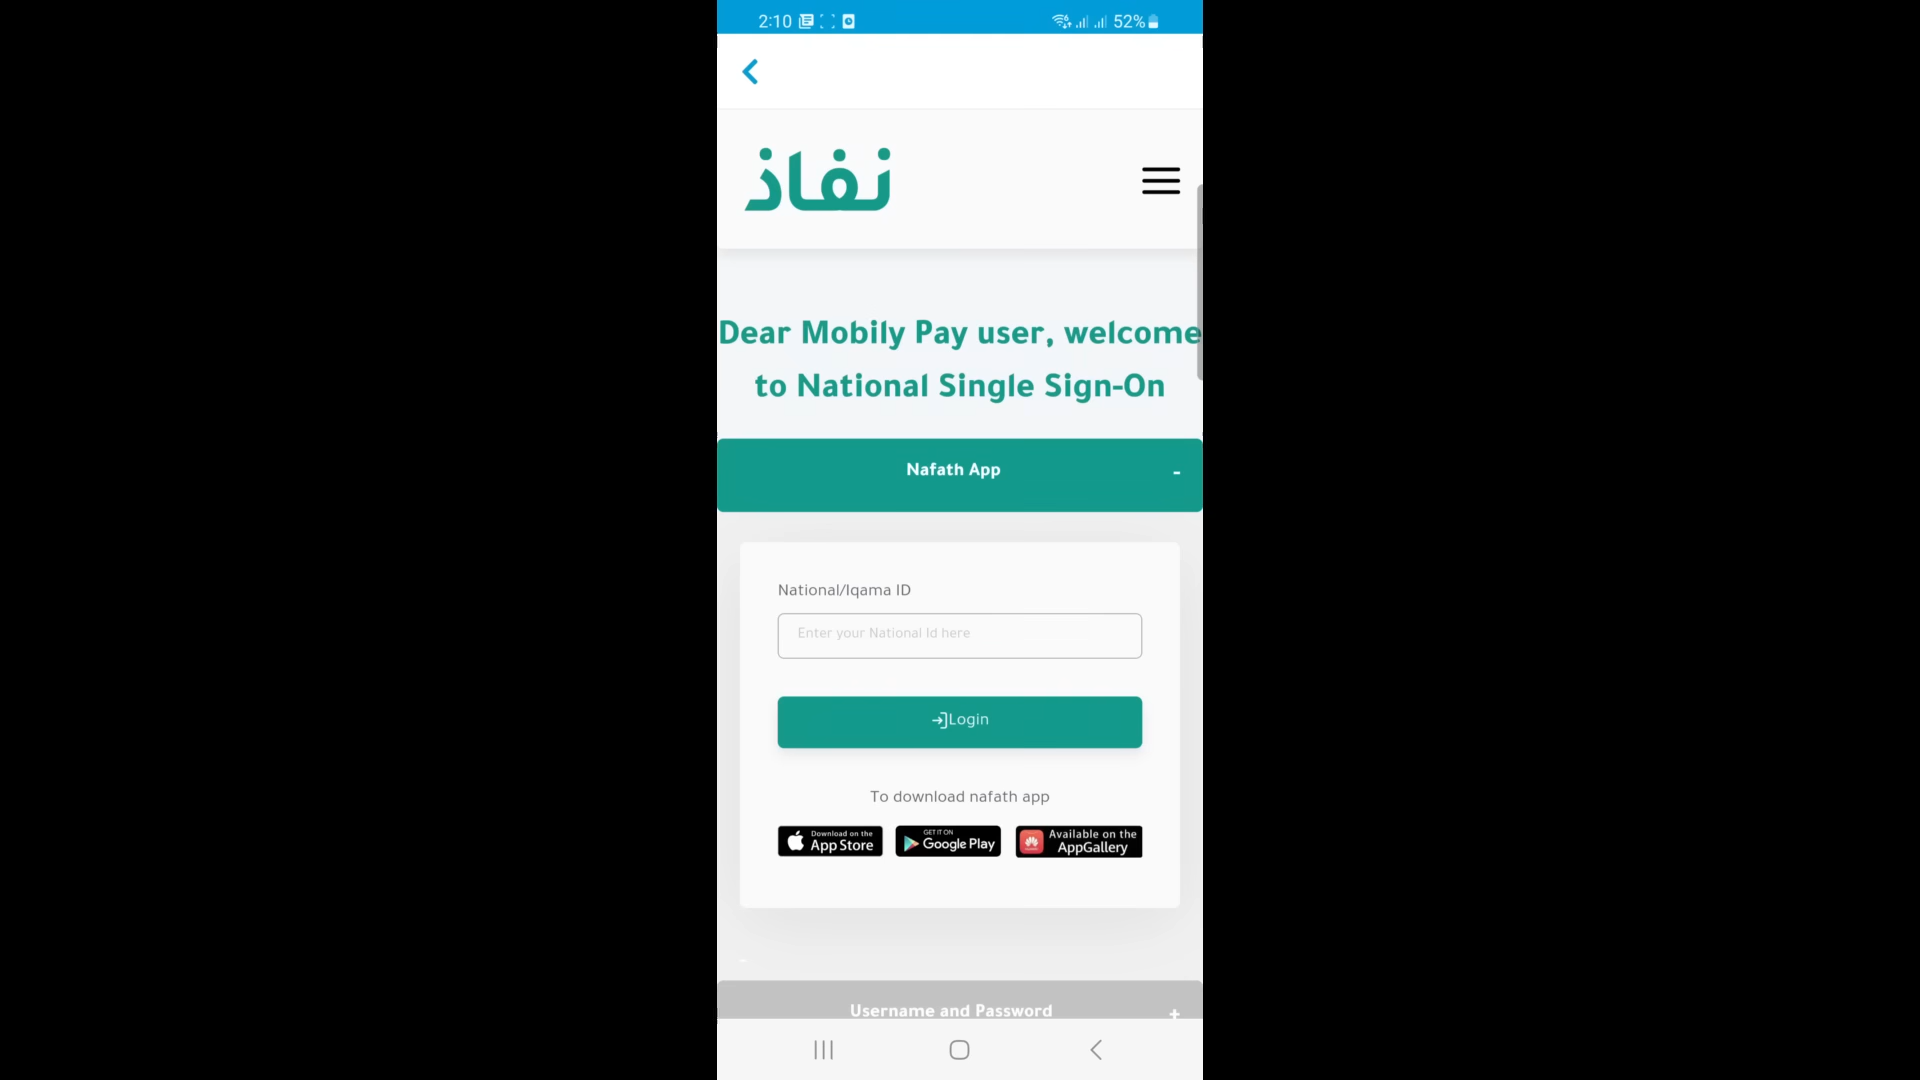 2:10
52%
نفاذ
Dear Mobily Pay user, welcome
to National Single Sign-On
Nafath App -
National/Iqama ID
Enter your National Id here
Login
To download nafath app
Download on the
App Store
GET IT ON
Google Play
Available on the
AppGallery
Username and Password +